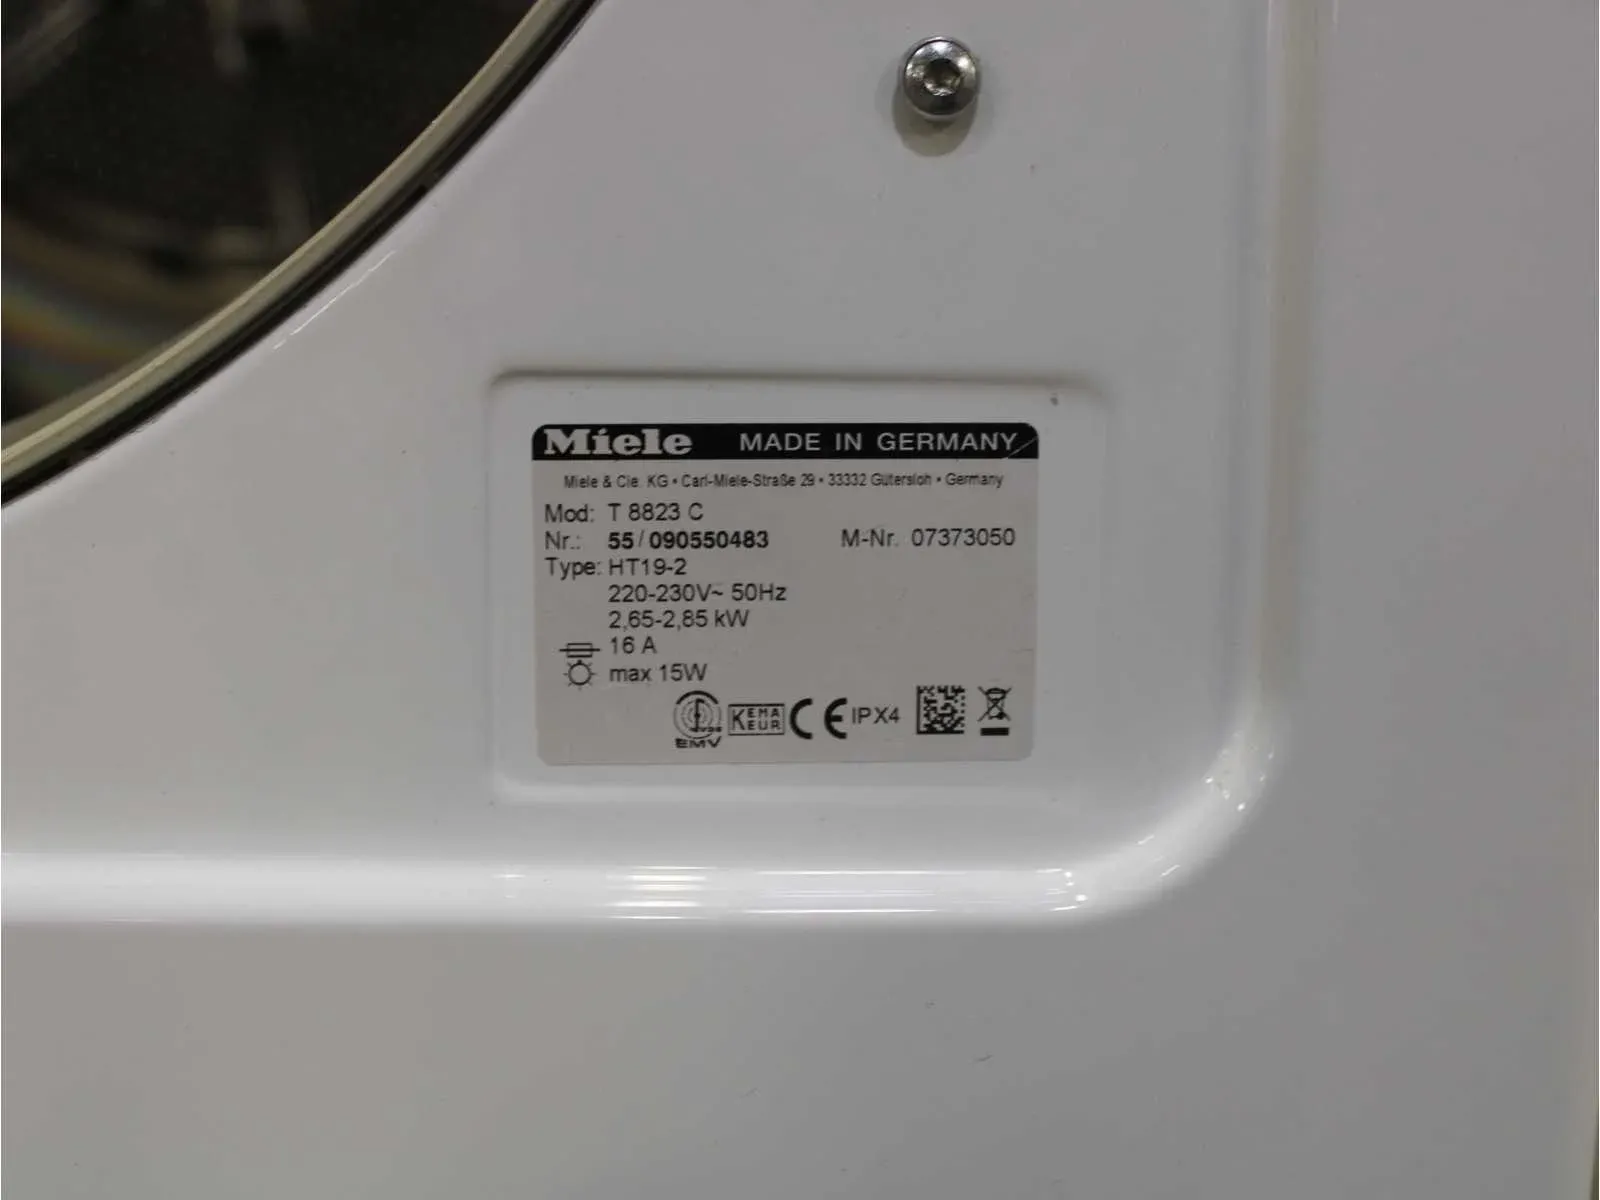 Miele MADE IN GERMANY
Miele & Cie. KG • Carl-Miele-Straße 29 • 33332 Gütersloh • Germany
Mod: T 8823 C
Nr.: 55/090550483 M-Nr. 07373050
Type: HT19-2
220-230V~ 50Hz
2,65-2,85 kW
16 A
max 15W
VDE
EMV
KEMA
KEUR
CE IPX4